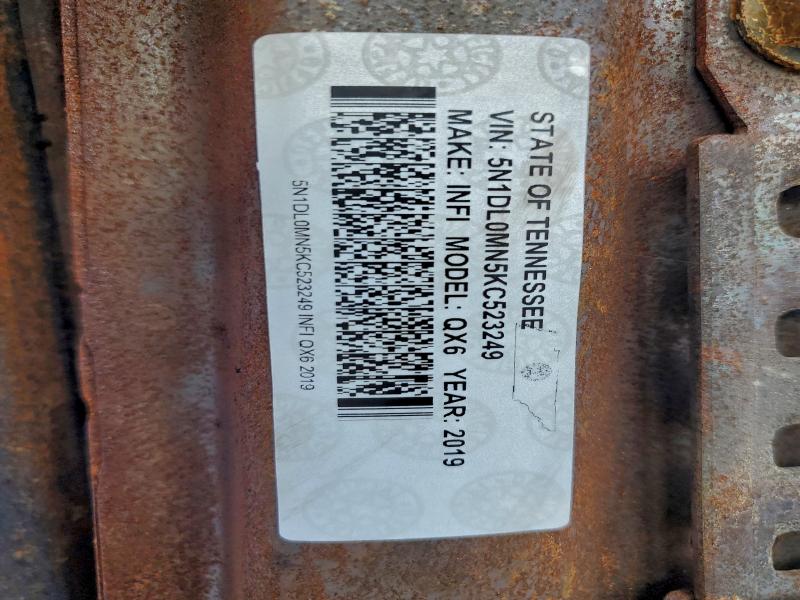 STATE OF TENNESSEE
VIN: 5N1DL0MN5KC523249
MAKE: INFI MODEL: QX6 YEAR: 2019
5N1DL0MN5KC523249 INFI QX6 2019